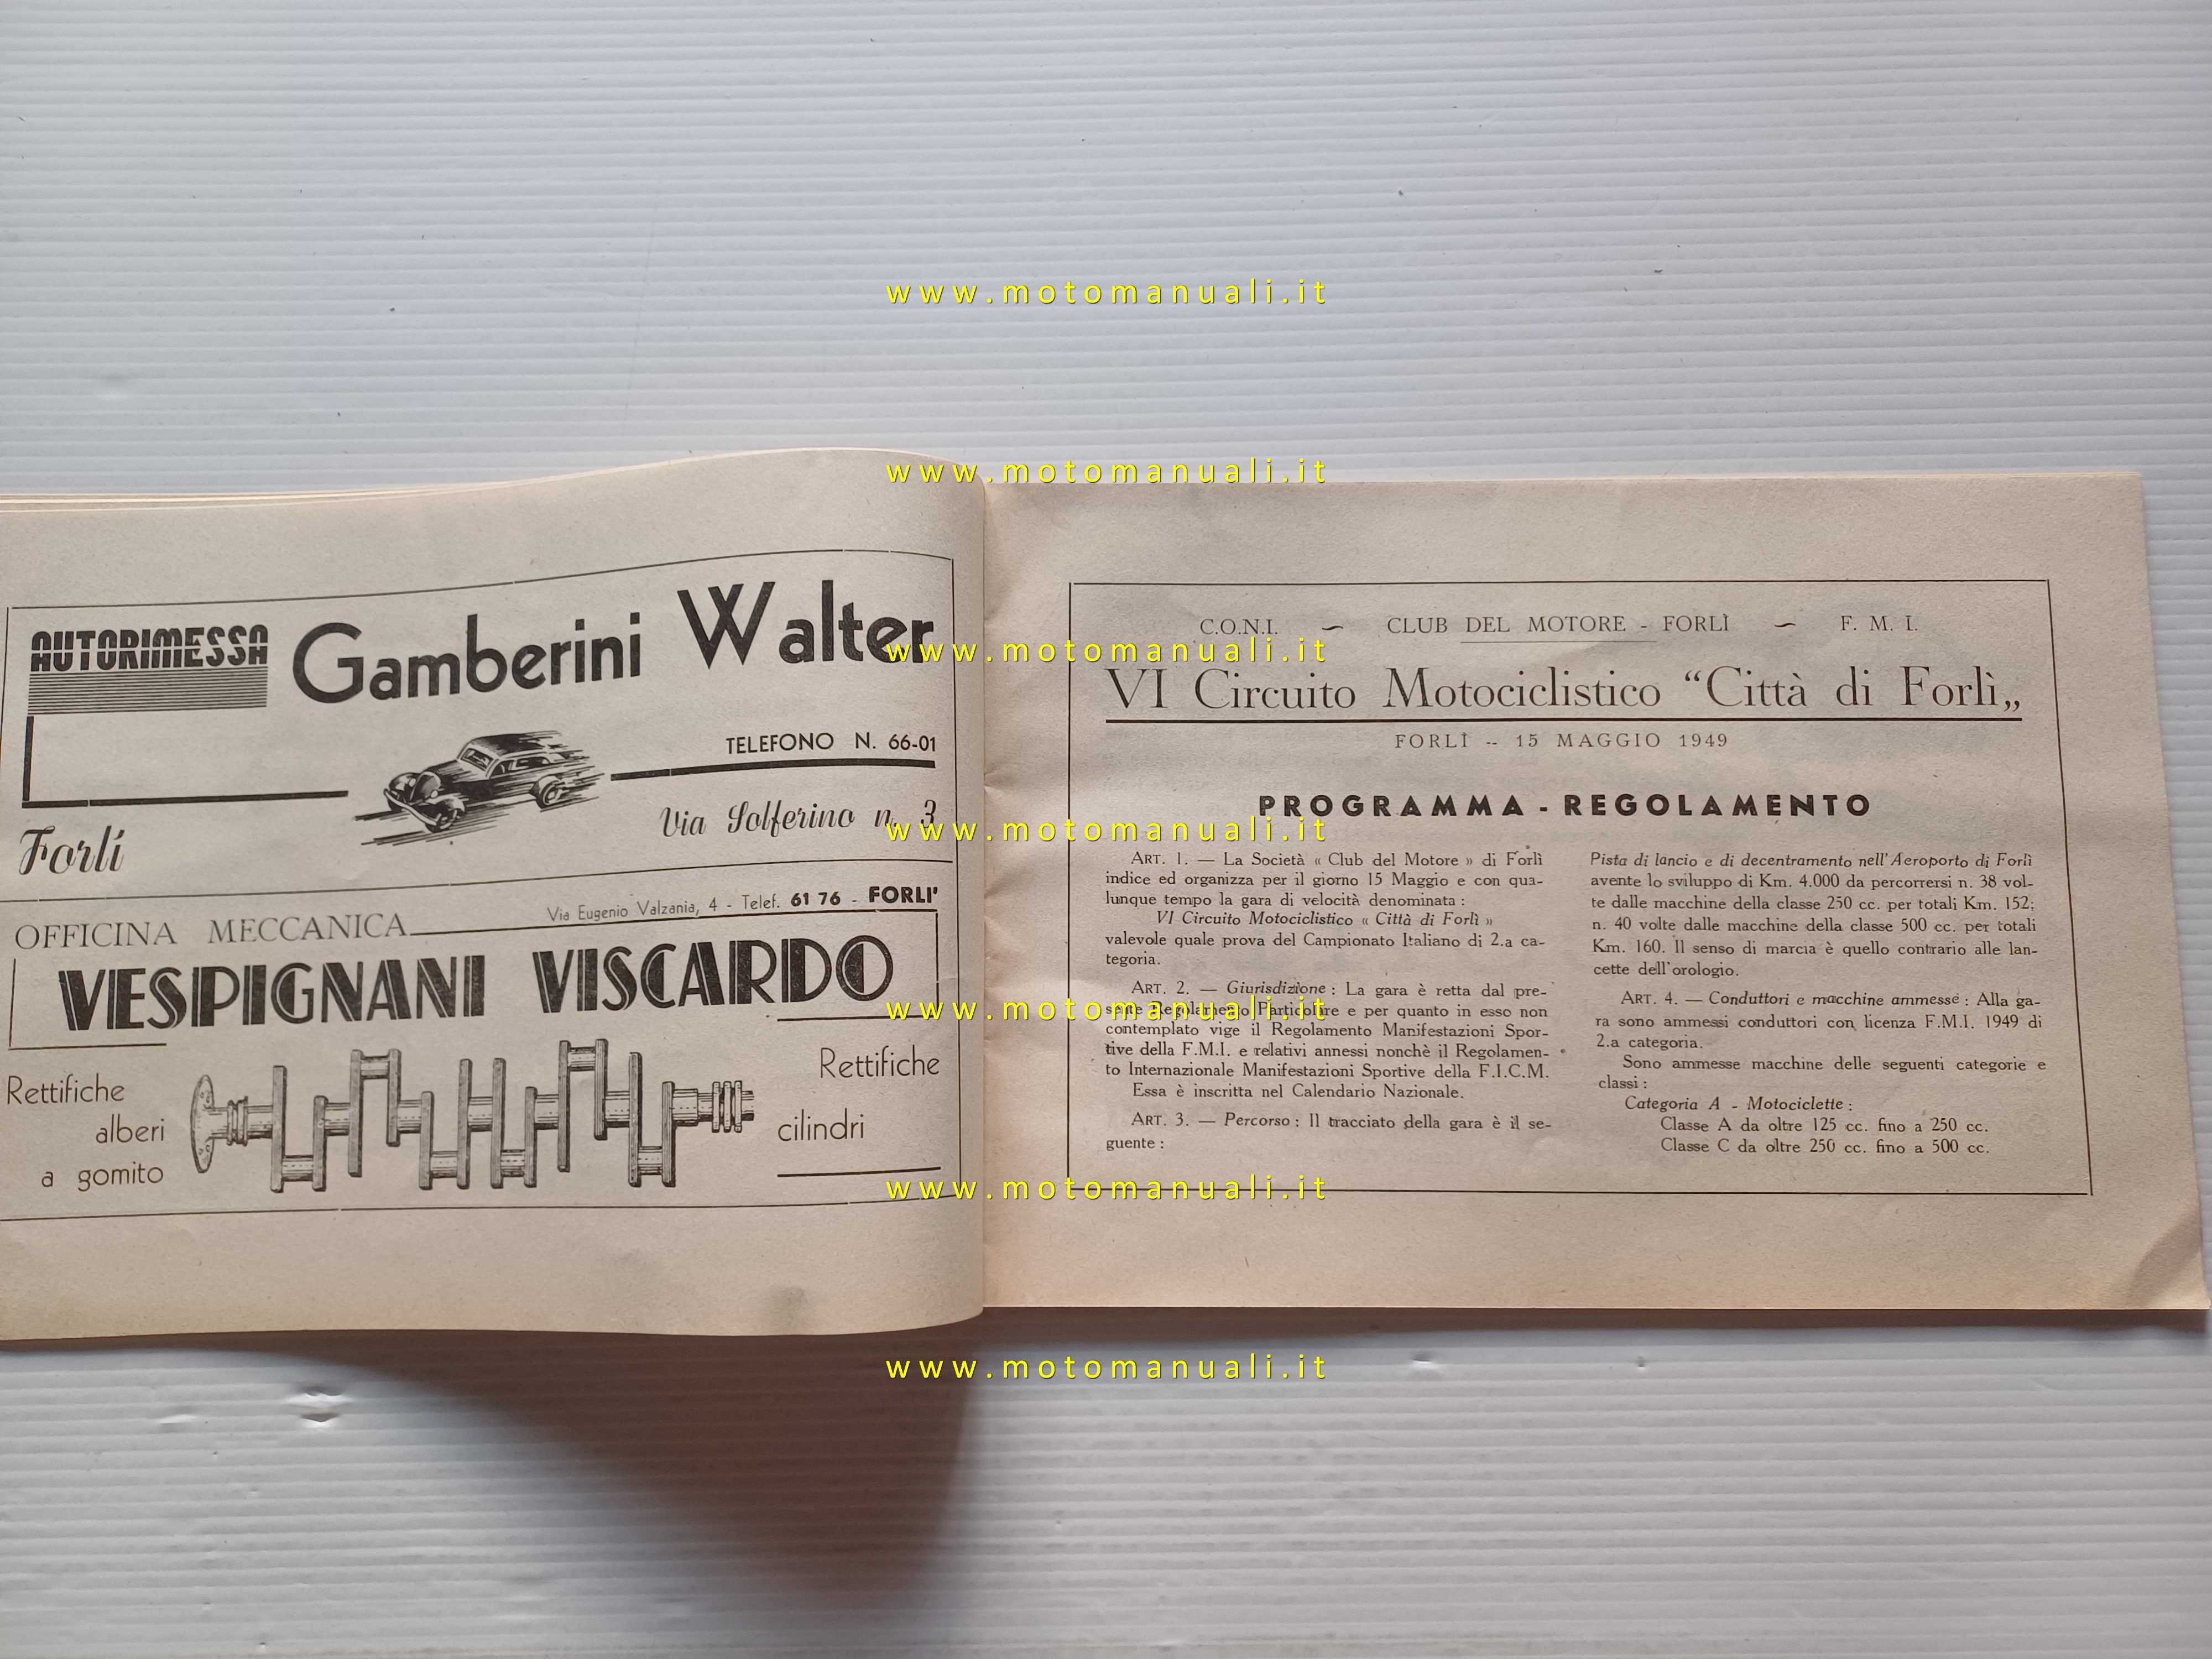 www.motomanuali.it
www.motomanuali.it
AUTORIMESSA Gamberini Walter
TELEFONO N. 66-01
Via Solferino n. 3
Forlí
Via Eugenio Valzania, 4 - Telef. 61 76 - FORLI'
OFFICINA MECCANICA
VESPIGNANI VISCARDO
Rettifiche
alberi
a gomito
Rettifiche
cilindri
C.O.N.I. — CLUB DEL MOTORE - FORLÌ — F. M. I.
www.motomanuali.it
VI Circuito Motociclistico “Città di Forlì„
FORLÌ -- 15 MAGGIO 1949
PROGRAMMA - REGOLAMENTO
www.motomanuali.it
ART. 1. — La Società « Club del Motore » di Forlì
indice ed organizza per il giorno 15 Maggio e con qua-
lunque tempo la gara di velocità denominata :
VI Circuito Motociclistico « Città di Forlì »
valevole quale prova del Campionato Italiano di 2.a ca-
tegoria.
ART. 2. — Giurisdizione : La gara è retta dal pre-
sente Regolamento Particolare e per quanto in esso non
www.motomanuali.it
contemplato vige il Regolamento Manifestazioni Spor-
tive della F.M.I. e relativi annessi nonchè il Regolamen-
to Internazionale Manifestazioni Sportive della F.I.C.M.
Essa è inscritta nel Calendario Nazionale.
ART. 3. — Percorso : Il tracciato della gara è il se-
guente :
Pista di lancio e di decentramento nell'Aeroporto di Forlì
avente lo sviluppo di Km. 4.000 da percorrersi n. 38 vol-
te dalle macchine della classe 250 cc. per totali Km. 152;
n. 40 volte dalle macchine della classe 500 cc. per totali
Km. 160. Il senso di marcia è quello contrario alle lan-
cette dell'orologio.
ART. 4. — Conduttori e macchine ammesse : Alla ga-
ra sono ammessi conduttori con licenza F.M.I. 1949 di
2.a categoria.
Sono ammesse macchine delle seguenti categorie e
classi :
Categoria A - Motociclette :
Classe A da oltre 125 cc. fino a 250 cc.
Classe C da oltre 250 cc. fino a 500 cc.
www.motomanuali.it
www.motomanuali.it